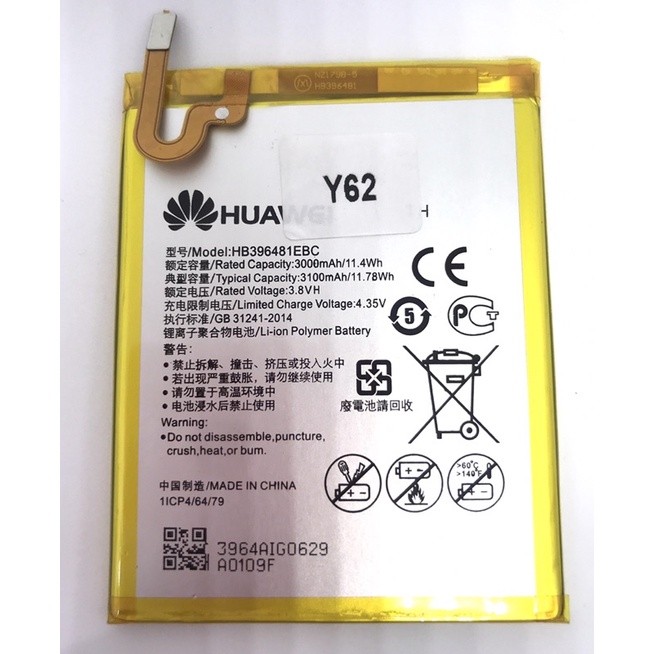 NZ1798-5
HB396481
Y62
HUAWEI
H
型号/Model:HB396481EBC
额定容量/Rated Capacity:3000mAh/11.4Wh
典型容量/Typical Capacity:3100mAh/11.78Wh
额定电压/Rated Voltage:3.8VH
充电限制电压/Limited Charge Voltage:4.35V
执行标准/GB 31241-2014
锂离子聚合物电池/Li-ion Polymer Battery
CE
5
PCT
警告:
•禁止拆解、撞击、挤压或投入火中
•若出现严重鼓胀，请勿继续使用
•请勿置于高温环境中
•电池浸水后禁止使用
廢電池請回收
Warning:
•Do not disassemble,puncture,
crush,heat,or burn.
>60°C
>140°F
中国制造/MADE IN CHINA
1ICP4/64/79
3964AIG0629
A0109F